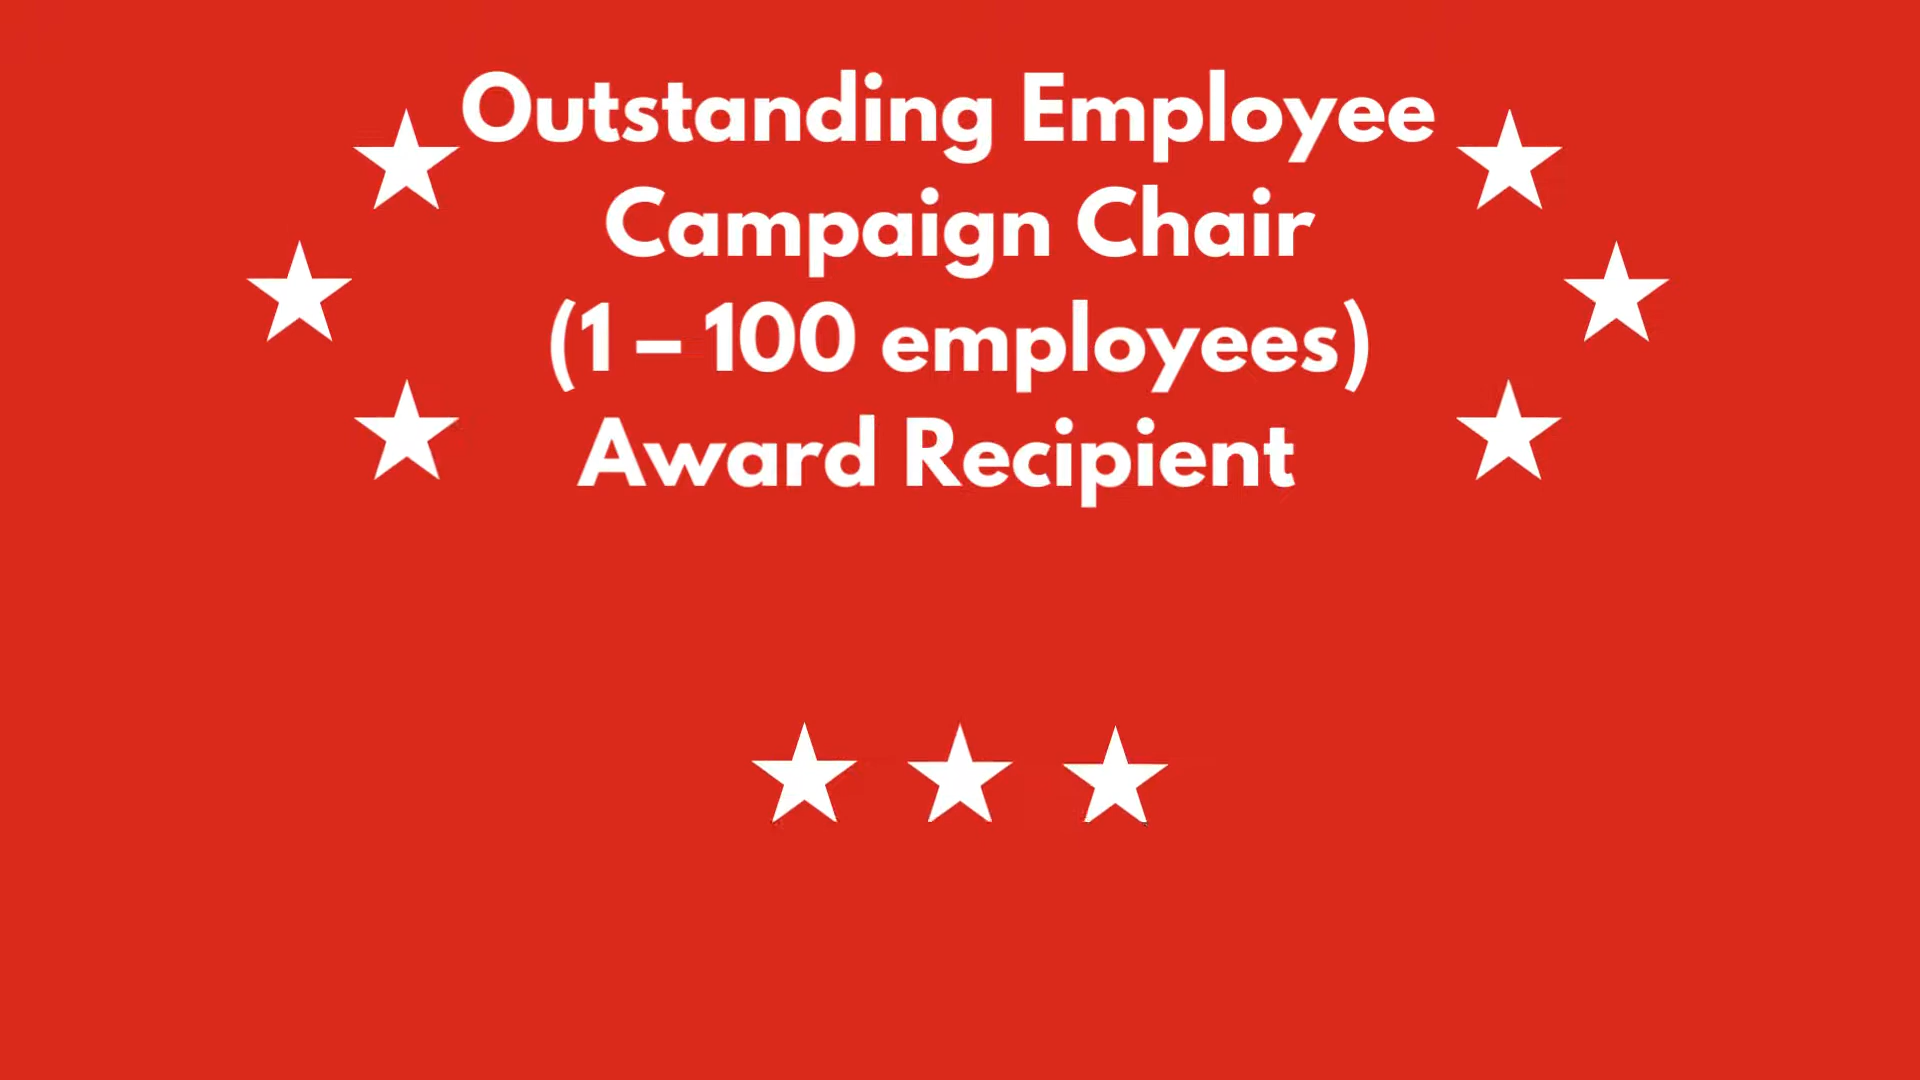 Outstanding Employee
Campaign Chair
(1 – 100 employees)
Award Recipient